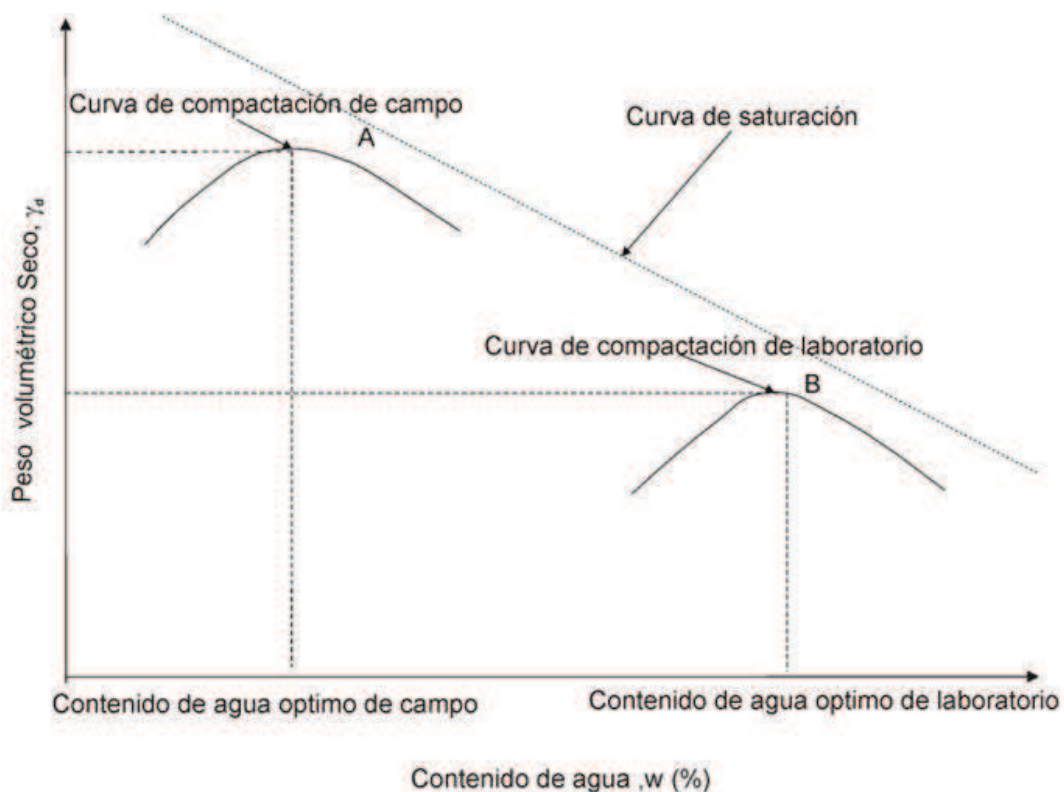 Curva de compactación de campo
A
Curva de saturación
Peso volumétrico Seco, γd
Curva de compactación de laboratorio
B
Contenido de agua optimo de campo
Contenido de agua optimo de laboratorio
Contenido de agua ,w (%)